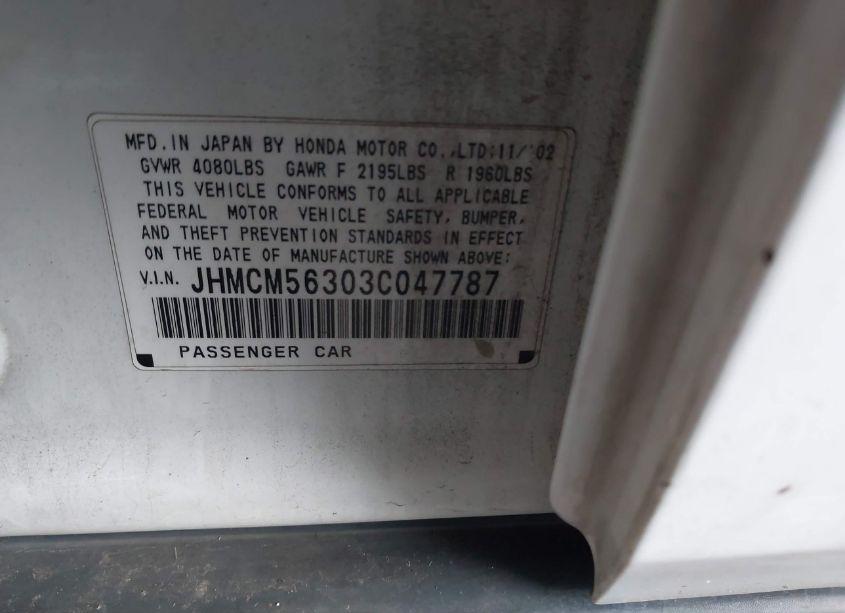 MFD. IN JAPAN BY HONDA MOTOR CO., LTD; 11/'02
GVWR 4080LBS GAWR F 2195LBS R 1960LBS
THIS VEHICLE CONFORMS TO ALL APPLICABLE
FEDERAL MOTOR VEHICLE SAFETY, BUMPER,
AND THEFT PREVENTION STANDARDS IN EFFECT
ON THE DATE OF MANUFACTURE SHOWN ABOVE:
V.I.N. JHMCM56303C047787
PASSENGER CAR